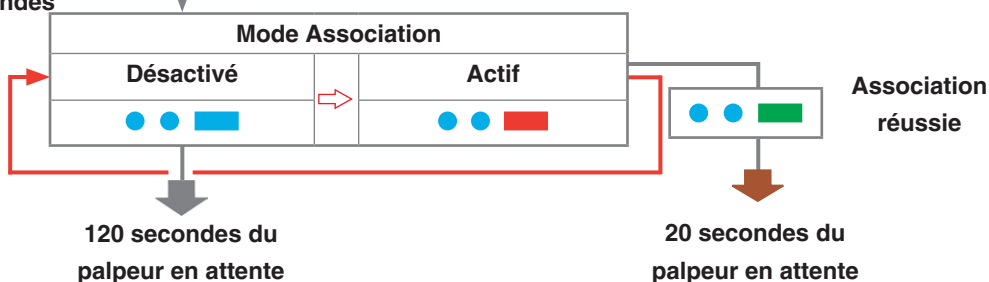 Mode Association
Désactivé
Actif
Association
réussie
120 secondes du
palpeur en attente
20 secondes du
palpeur en attente